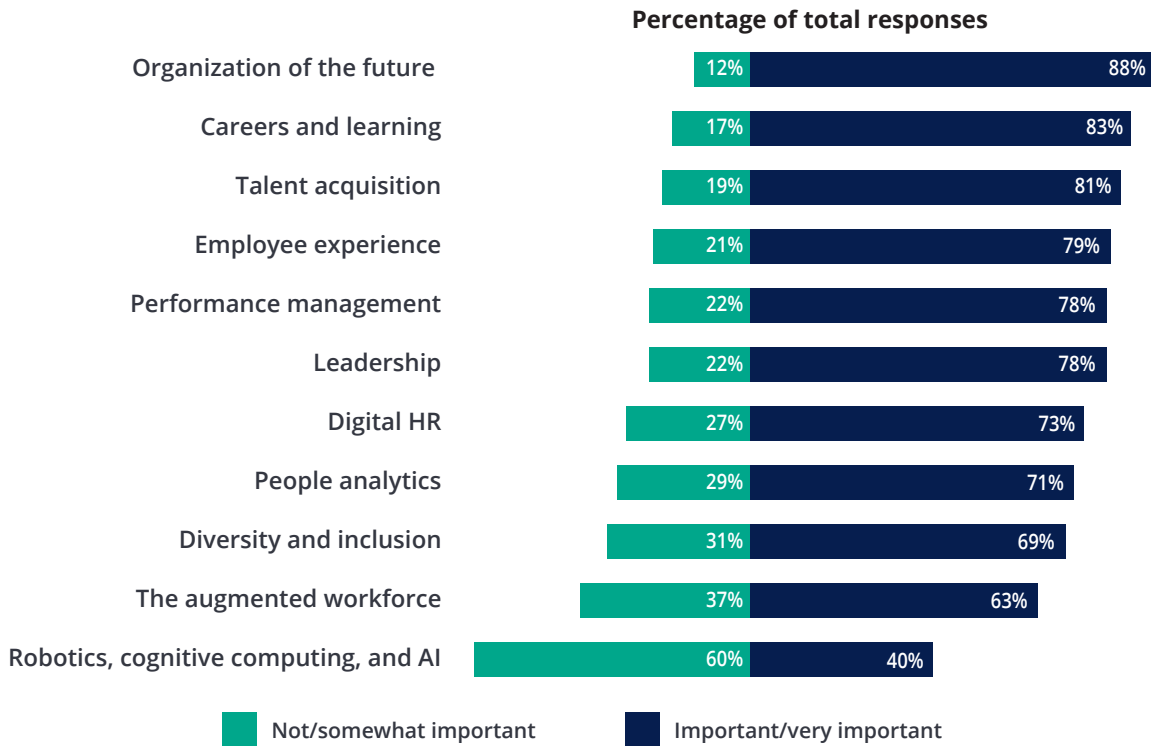 Percentage of total responses
Organization of the future 12% 88%
Careers and learning 17% 83%
Talent acquisition 19% 81%
Employee experience 21% 79%
Performance management 22% 78%
Leadership 22% 78%
Digital HR 27% 73%
People analytics 29% 71%
Diversity and inclusion 31% 69%
The augmented workforce 37% 63%
Robotics, cognitive computing, and AI 60% 40%
Not/somewhat important Important/very important